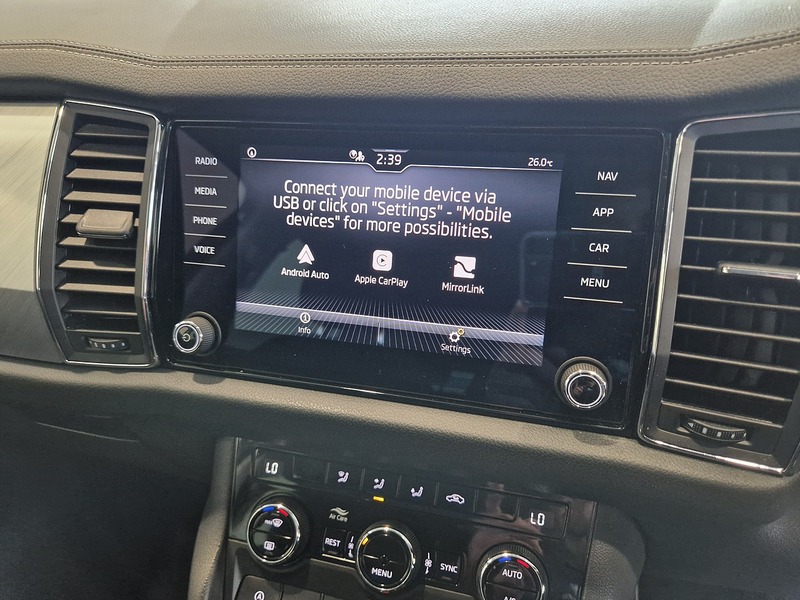 RADIO
MEDIA
PHONE
VOICE
2:39
26.0°C
Connect your mobile device via
USB or click on "Settings" - "Mobile
devices" for more possibilities.
Android Auto
Apple CarPlay
MirrorLink
Info
Settings
NAV
APP
CAR
MENU
LO
LO
Air Care
REST
MENU
SYNC
AUTO